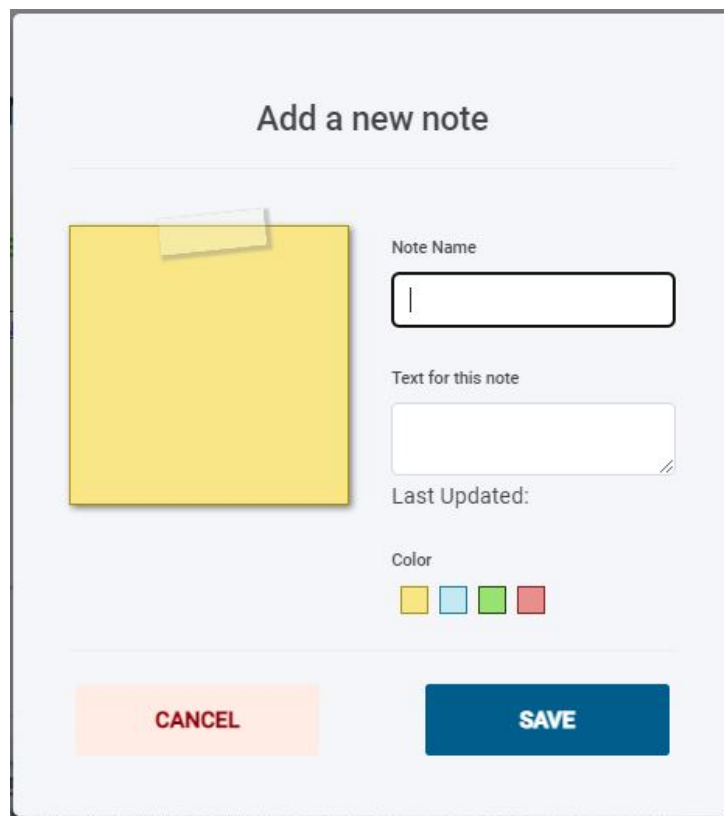 Add a new note
Note Name
Text for this note
Last Updated:
Color
CANCEL
SAVE